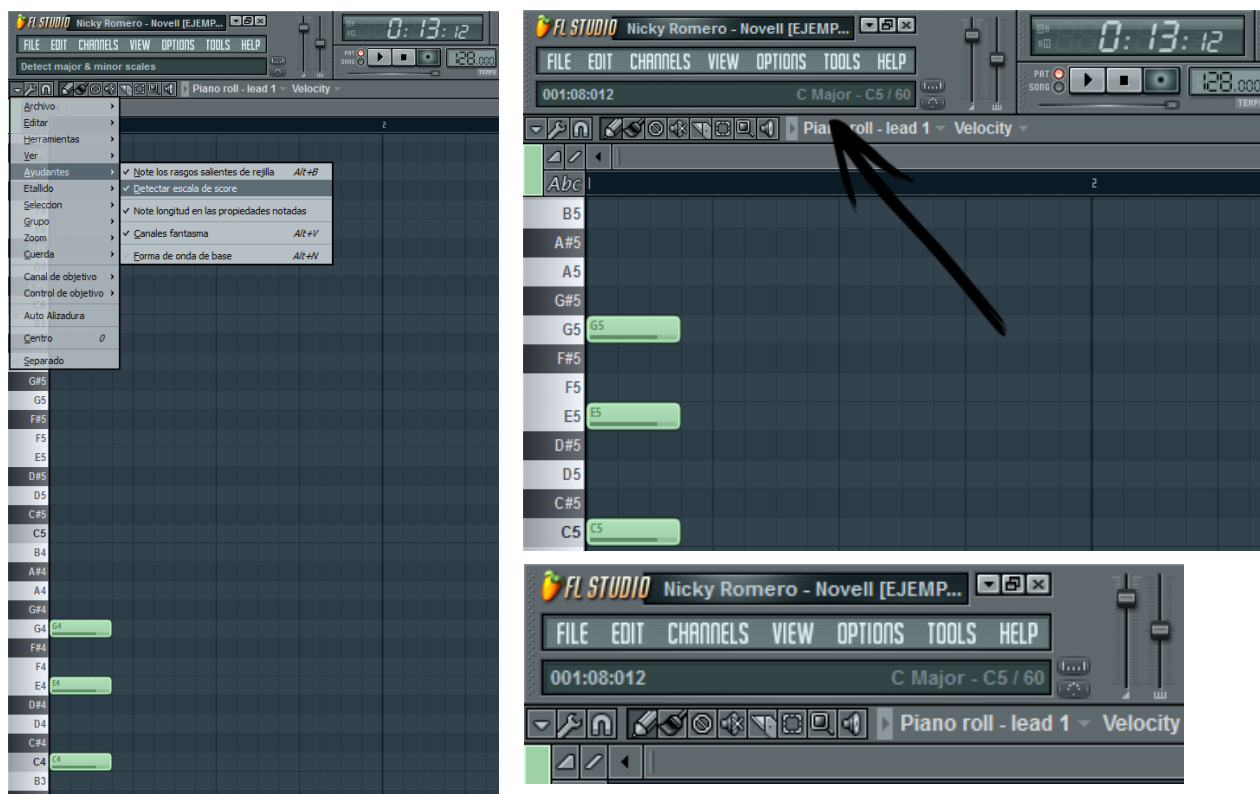 FL STUDIO Nicky Romero - Novell [EJEMP...
FILE EDIT CHANNELS VIEW OPTIONS TOOLS HELP
Detect major & minor scales
0:13:12
PAT
SONG
128.000
TEMPO
Piano roll - lead 1 Velocity
Archivo
Editar
Herramientas
Ver
Ayudantes
Etallido
Seleccion
Grupo
Zoom
Cuerda
Canal de objetivo
Control de objetivo
Auto Alizadura
Centro 0
Separado
Note los rasgos salientes de rejilla Alt+B
Detectar escala de score
Note longitud en las propiedades notadas
Canales fantasma Alt+V
Forma de onda de base Alt+N
2
G#5
G5
F#5
F5
E5
D#5
D5
C#5
C5
B4
A#4
A4
G#4
G4 G4
F#4
F4
E4 E4
D#4
D4
C#4
C4 C4
B3
FL STUDIO Nicky Romero - Novell [EJEMP...
FILE EDIT CHANNELS VIEW OPTIONS TOOLS HELP
001:08:012 C Major - C5 / 60
0:13:12
PAT
SONG
128.000
Piano roll - lead 1 Velocity
Abc 2
B5
A#5
A5
G#5
G5 G5
F#5
F5
E5 E5
D#5
D5
C#5
C5 C5
FL STUDIO Nicky Romero - Novell [EJEMP...
FILE EDIT CHANNELS VIEW OPTIONS TOOLS HELP
001:08:012 C Major - C5 / 60
Piano roll - lead 1 Velocity